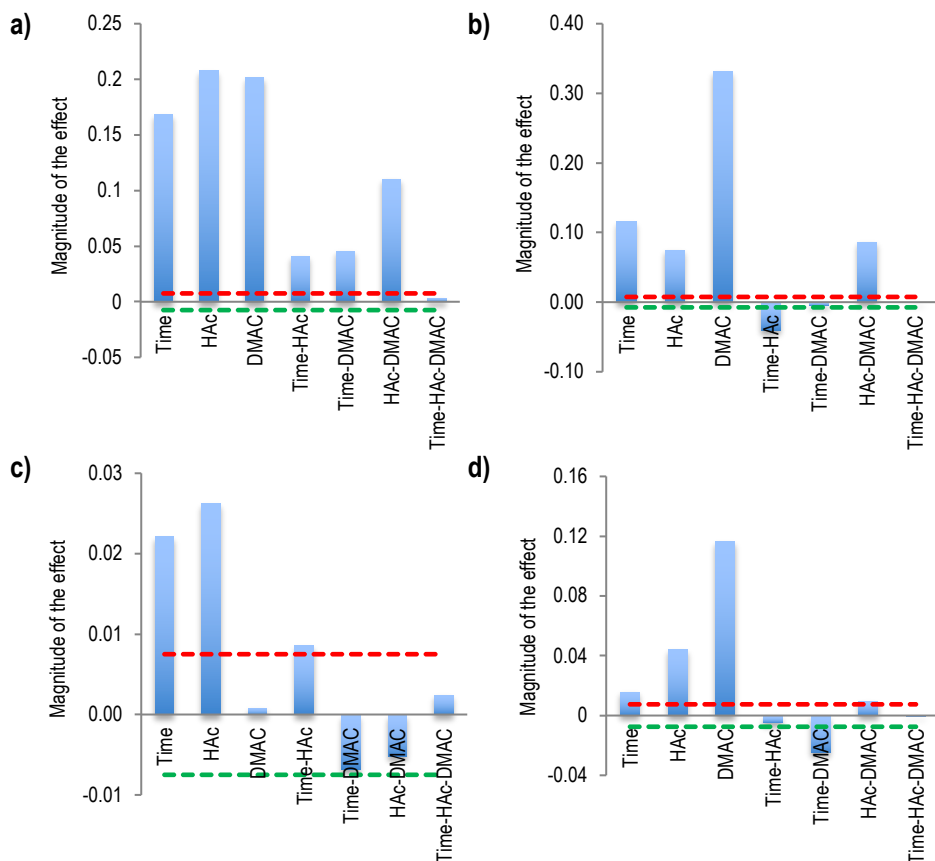 a)
Magnitude of the effect
0.25
0.2
0.15
0.1
0.05
0
-0.05
Time
HAc
DMAC
Time-HAc
Time-DMAC
HAc-DMAC
Time-HAc-DMAC
b)
Magnitude of the effect
0.40
0.30
0.20
0.10
0.00
-0.10
Time
HAc
DMAC
Time-HAc
Time-DMAC
HAc-DMAC
Time-HAc-DMAC
c)
Magnitude of the effect
0.03
0.02
0.01
0.00
-0.01
Time
HAc
DMAC
Time-HAc
Time-DMAC
HAc-DMAC
Time-HAc-DMAC
d)
Magnitude of the effect
0.16
0.12
0.08
0.04
0
-0.04
Time
HAc
DMAC
Time-HAc
Time-DMAC
HAc-DMAC
Time-HAc-DMAC